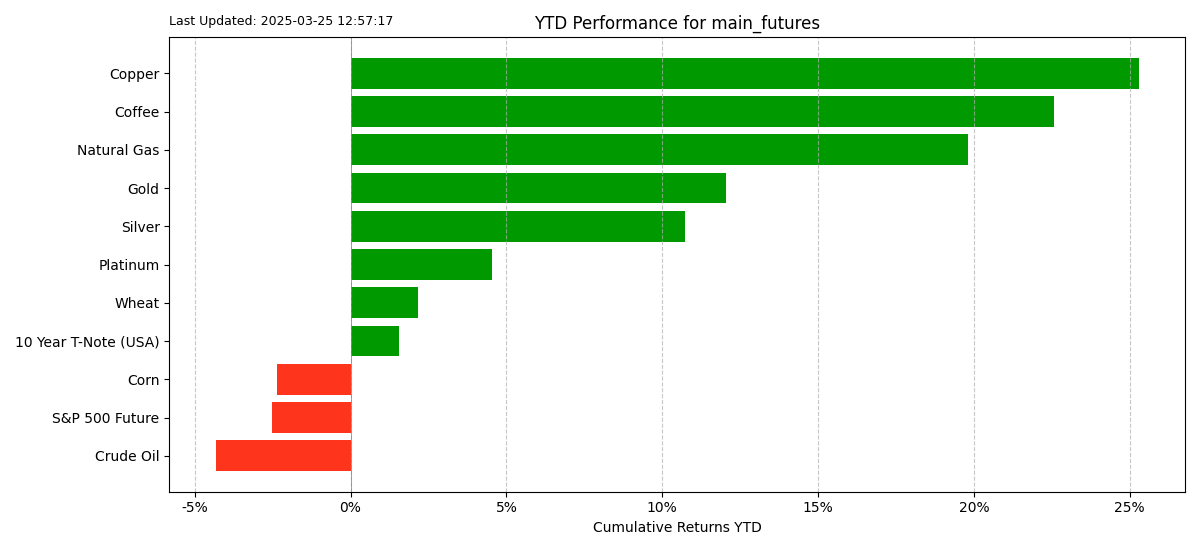 Last Updated: 2025-03-25 12:57:17
YTD Performance for main_futures
Copper
Coffee
Natural Gas
Gold
Silver
Platinum
Wheat
10 Year T-Note (USA)
Corn
S&P 500 Future
Crude Oil
-5% 0% 5% 10% 15% 20% 25%
Cumulative Returns YTD